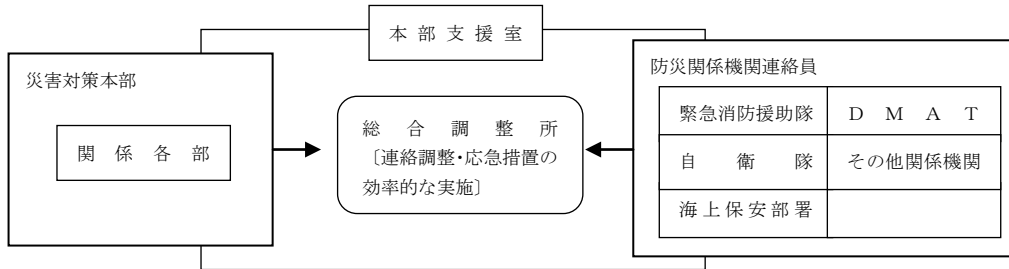 本部支援室
災害対策本部
関係各部
総合調整所
〔連絡調整・応急措置の
効率的な実施〕
防災関係機関連絡員
緊急消防援助隊 DMAT
自衛隊 その他関係機関
海上保安部署